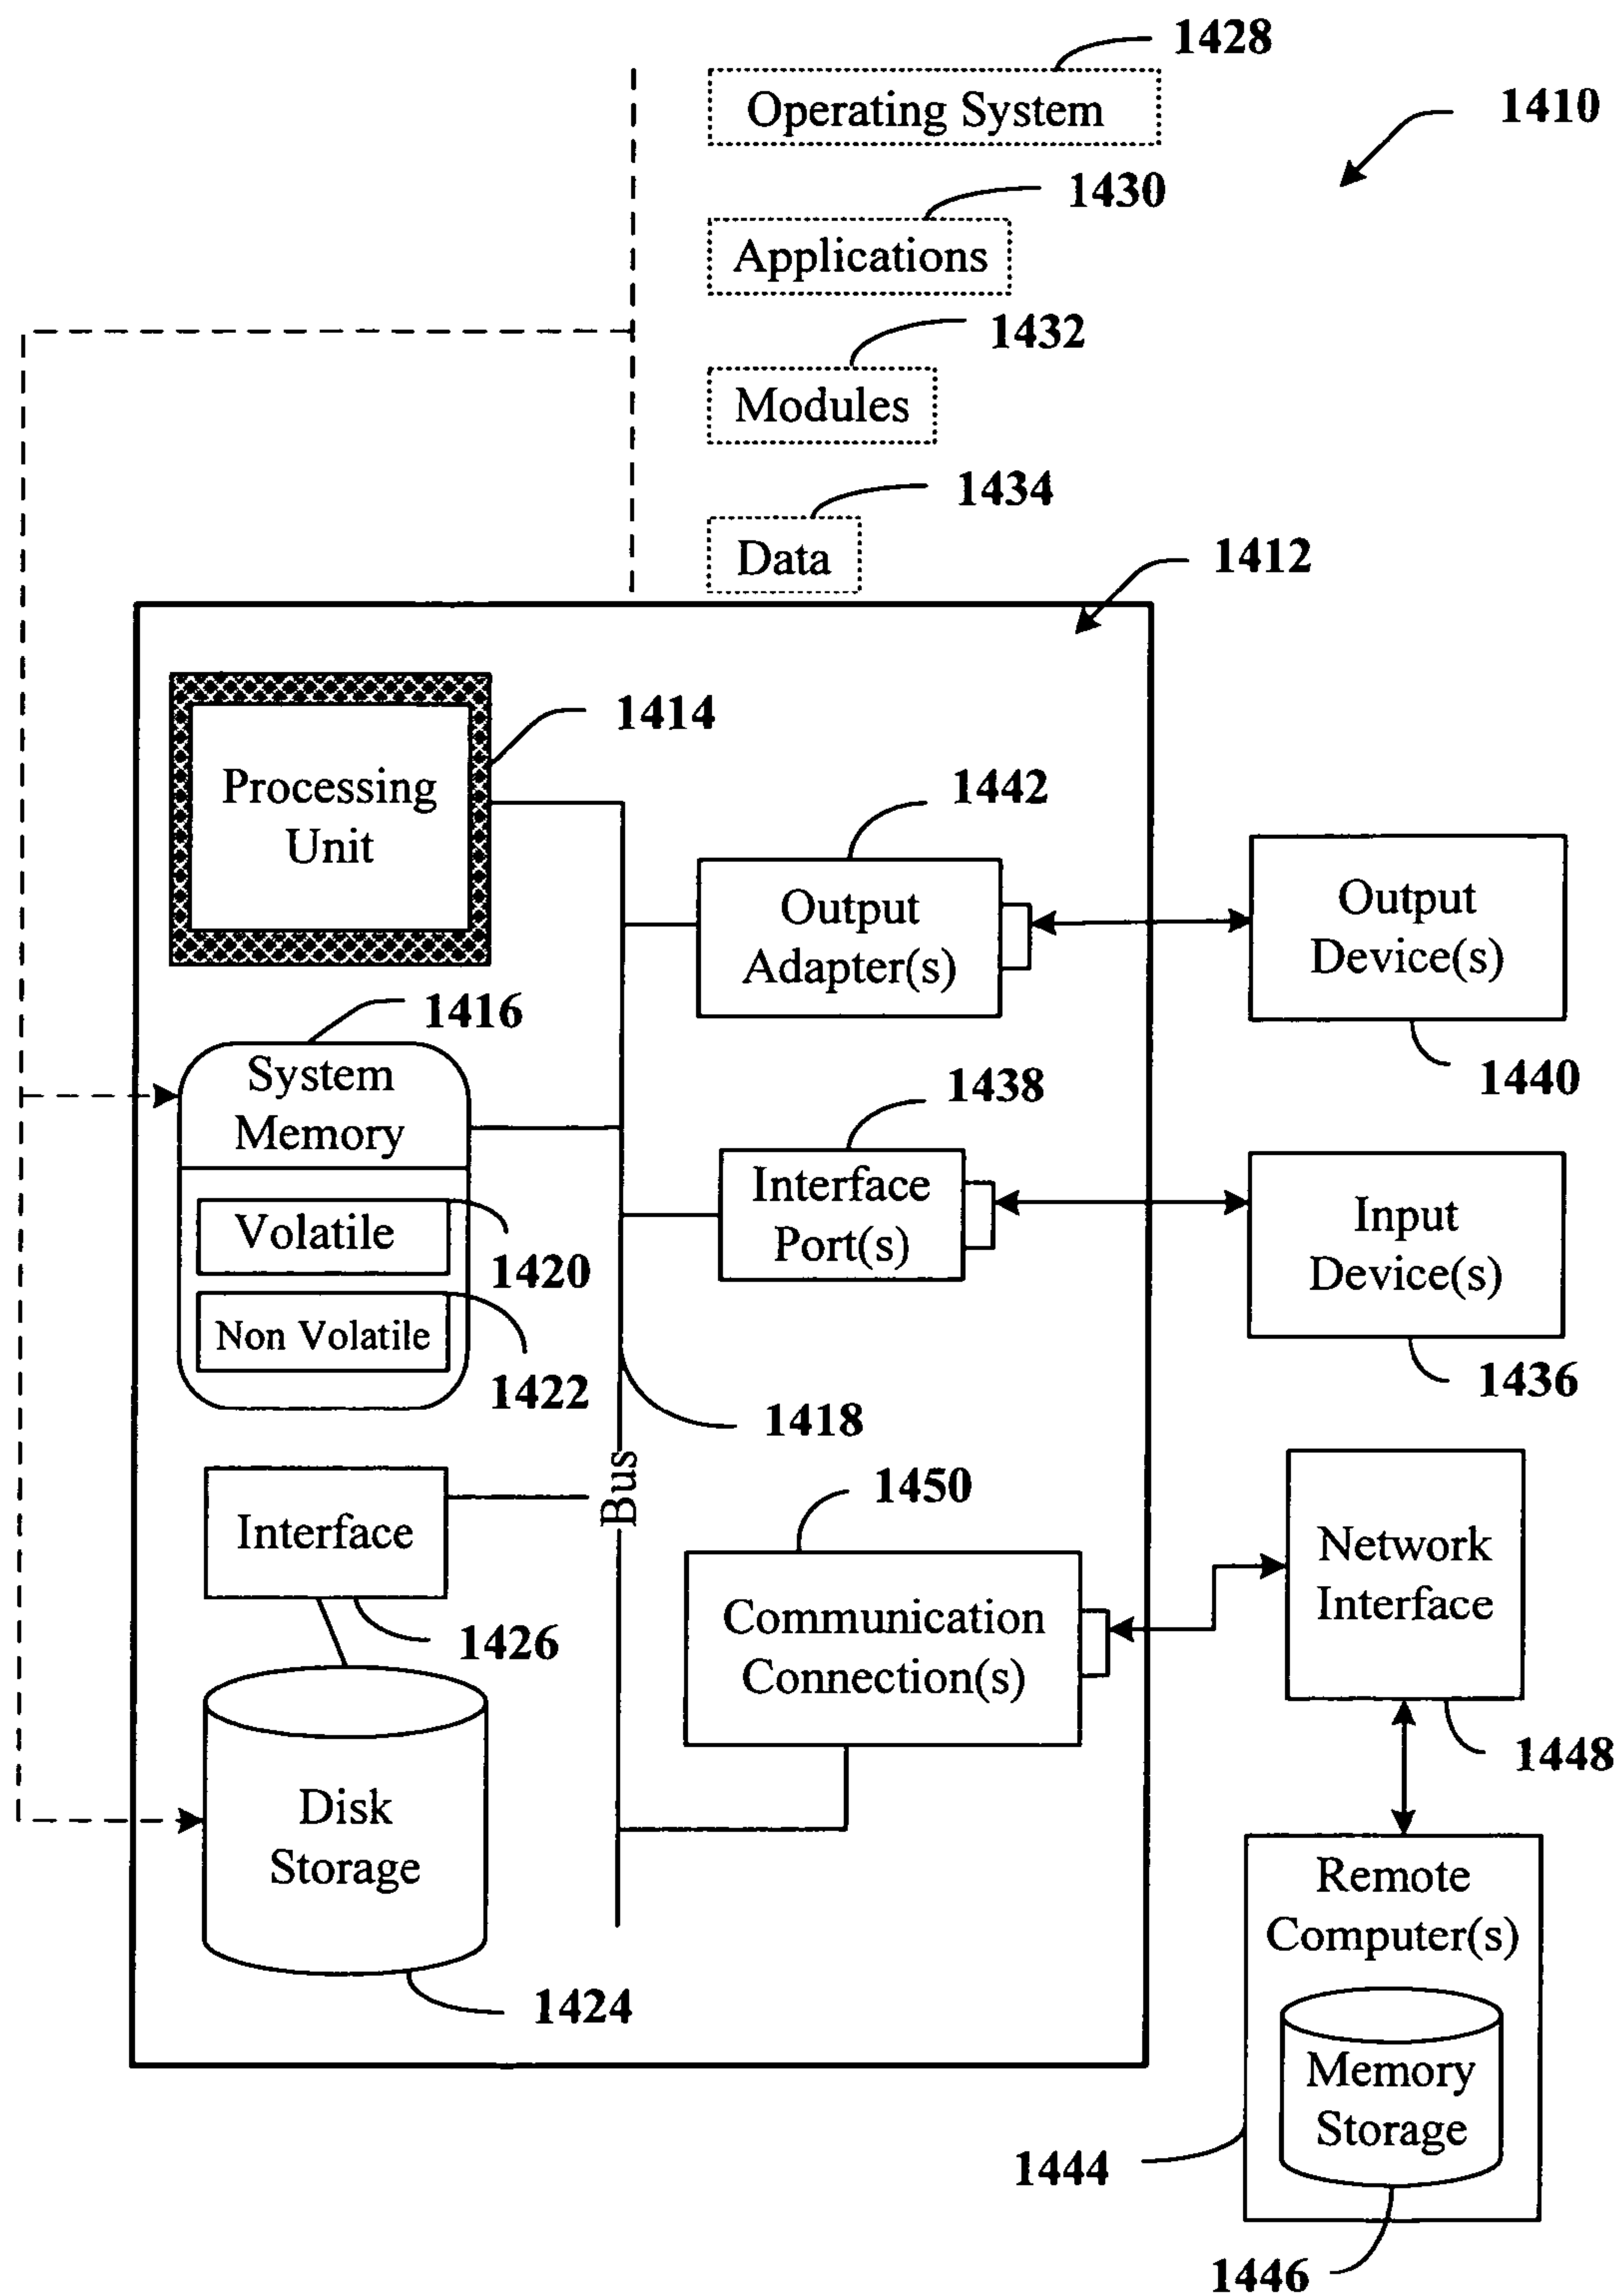 1428
Operating System
1410
1430
Applications
1432
Modules
1434
Data
1412
1414
Processing
Unit
1442
Output
Adapter(s)
Output
Device(s)
1440
1416
System
Memory
1438
Interface
Port(s)
Input
Device(s)
1436
Volatile
1420
Non Volatile
1422
1418
Bus
Interface
1426
1450
Communication
Connection(s)
Network
Interface
1448
Disk
Storage
1424
Remote
Computer(s)
Memory
Storage
1444
1446